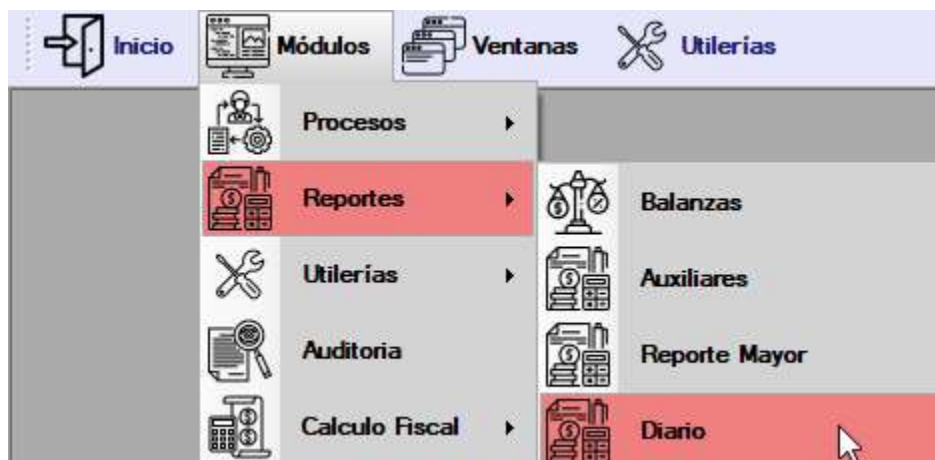 Inicio Módulos Ventanas Utilerías
Procesos
Reportes
Balanzas
Utilerías
Auxiliares
Auditoria
Reporte Mayor
Calculo Fiscal
Diario